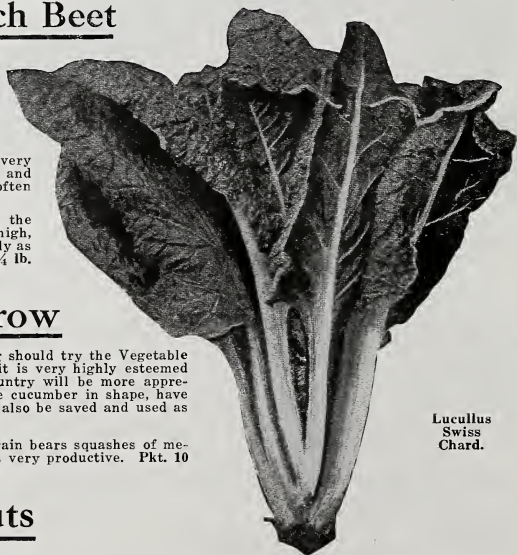 ch Beet
very
and
often
the
high,
ly as
¼ lb.
row
should try the Vegetable
it is very highly esteemed
untry will be more appre-
e cucumber in shape, have
also be saved and used as
rain bears squashes of me-
very productive. Pkt. 10
uts
Lucullus
Swiss
Chard.